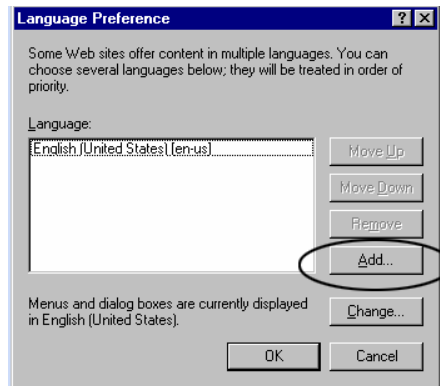 Language Preference
Some Web sites offer content in multiple languages. You can
choose several languages below; they will be treated in order of
priority.
Language:
English (United States) [en-us]
Move Up
Move Down
Remove
Add...
Menus and dialog boxes are currently displayed
in English (United States).
Change...
OK
Cancel